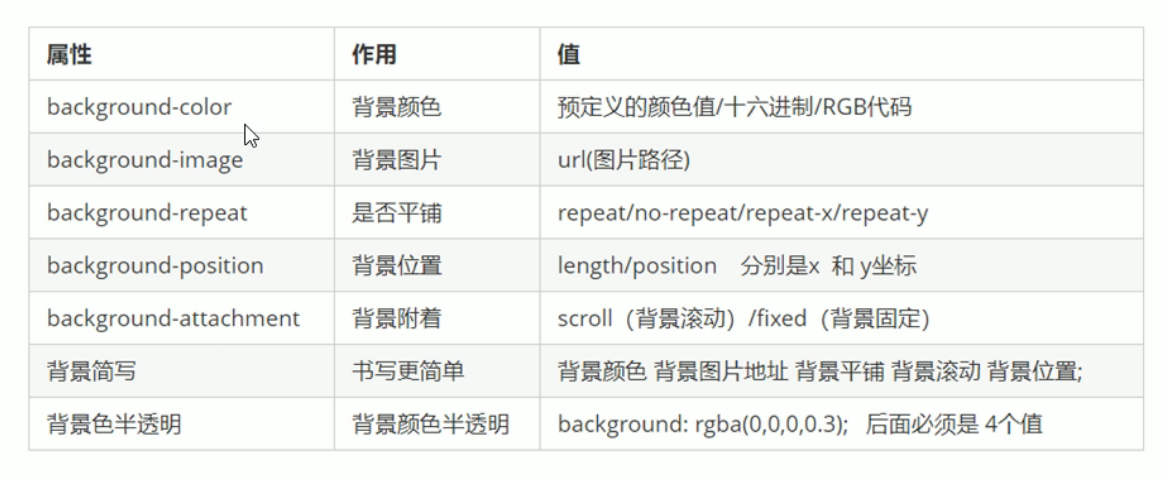 属性 作用 值
background-color 背景颜色 预定义的颜色值/十六进制/RGB代码
background-image 背景图片 url(图片路径)
background-repeat 是否平铺 repeat/no-repeat/repeat-x/repeat-y
background-position 背景位置 length/position 分别是x 和 y坐标
background-attachment 背景附着 scroll（背景滚动）/fixed（背景固定）
背景简写 书写更简单 背景颜色 背景图片地址 背景平铺 背景滚动 背景位置;
背景色半透明 背景颜色半透明 background: rgba(0,0,0,0.3); 后面必须是 4个值